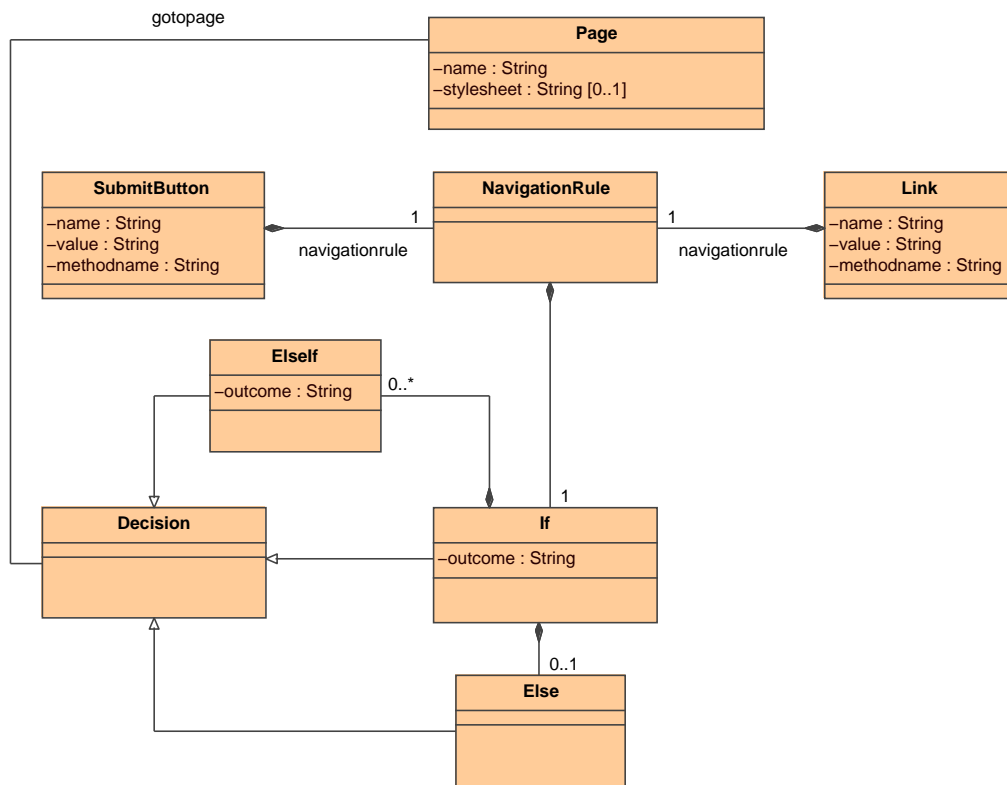 gotopage
Page
–name : String
–stylesheet : String [0..1]
SubmitButton
–name : String
–value : String
–methodname : String
NavigationRule
Link
–name : String
–value : String
–methodname : String
1
navigationrule
1
navigationrule
ElseIf
–outcome : String
0..*
1
Decision
If
–outcome : String
0..1
Else